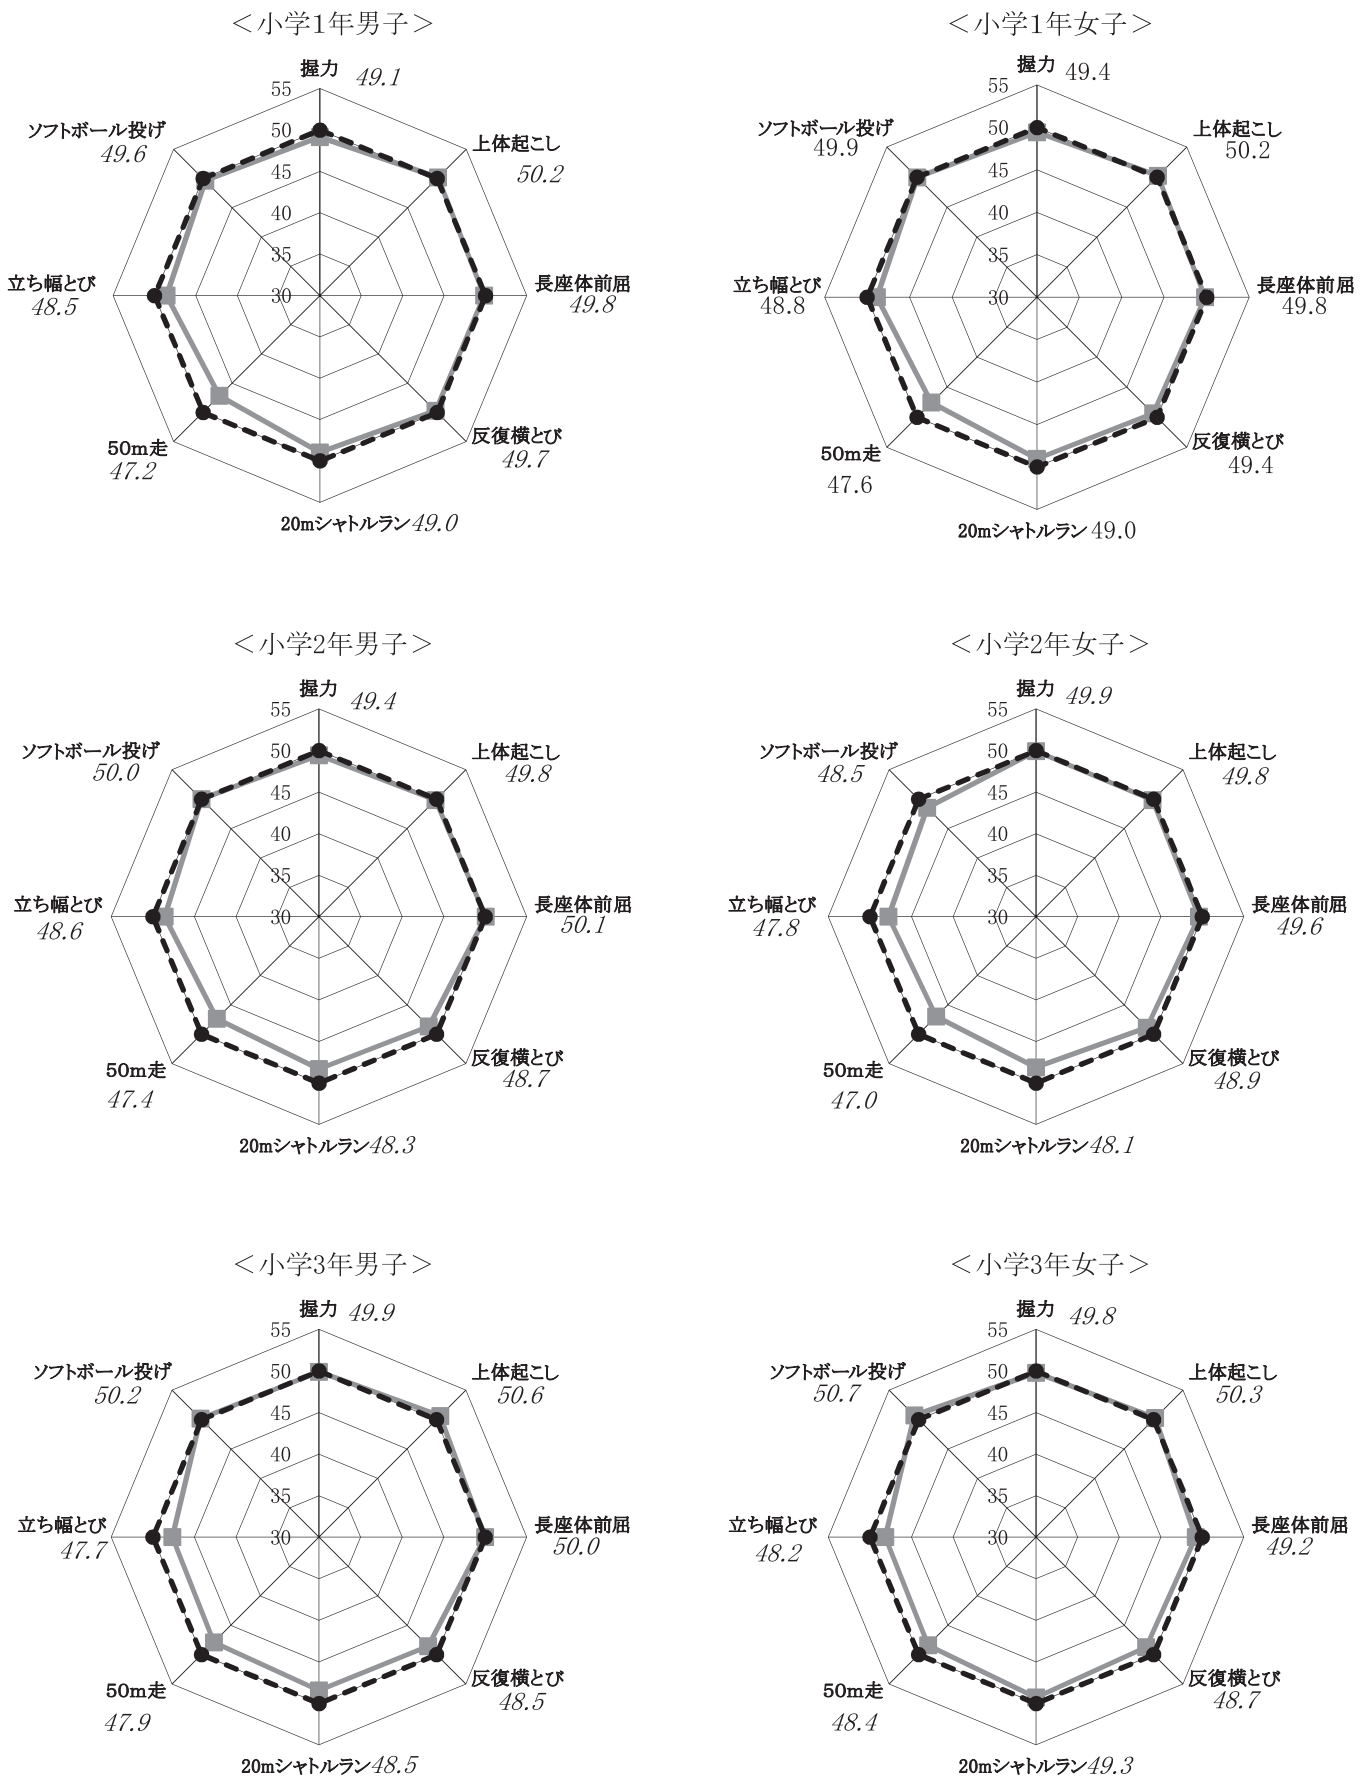 ＜小学1年男子＞
握力 49.1
上体起こし
50.2
長座体前屈
49.8
反復横とび
49.7
20mシャトルラン49.0
50m走
47.2
立ち幅とび
48.5
ソフトボール投げ
49.6
55
50
45
40
35
30
＜小学1年女子＞
握力 49.4
上体起こし
50.2
長座体前屈
49.8
反復横とび
49.4
20mシャトルラン49.0
50m走
47.6
立ち幅とび
48.8
ソフトボール投げ
49.9
55
50
45
40
35
30
＜小学2年男子＞
握力 49.4
上体起こし
49.8
長座体前屈
50.1
反復横とび
48.7
20mシャトルラン48.3
50m走
47.4
立ち幅とび
48.6
ソフトボール投げ
50.0
55
50
45
40
35
30
＜小学2年女子＞
握力 49.9
上体起こし
49.8
長座体前屈
49.6
反復横とび
48.9
20mシャトルラン48.1
50m走
47.0
立ち幅とび
47.8
ソフトボール投げ
48.5
55
50
45
40
35
30
＜小学3年男子＞
握力 49.9
上体起こし
50.6
長座体前屈
50.0
反復横とび
48.5
20mシャトルラン48.5
50m走
47.9
立ち幅とび
47.7
ソフトボール投げ
50.2
55
50
45
40
35
30
＜小学3年女子＞
握力 49.8
上体起こし
50.3
長座体前屈
49.2
反復横とび
48.7
20mシャトルラン49.3
50m走
48.4
立ち幅とび
48.2
ソフトボール投げ
50.7
55
50
45
40
35
30